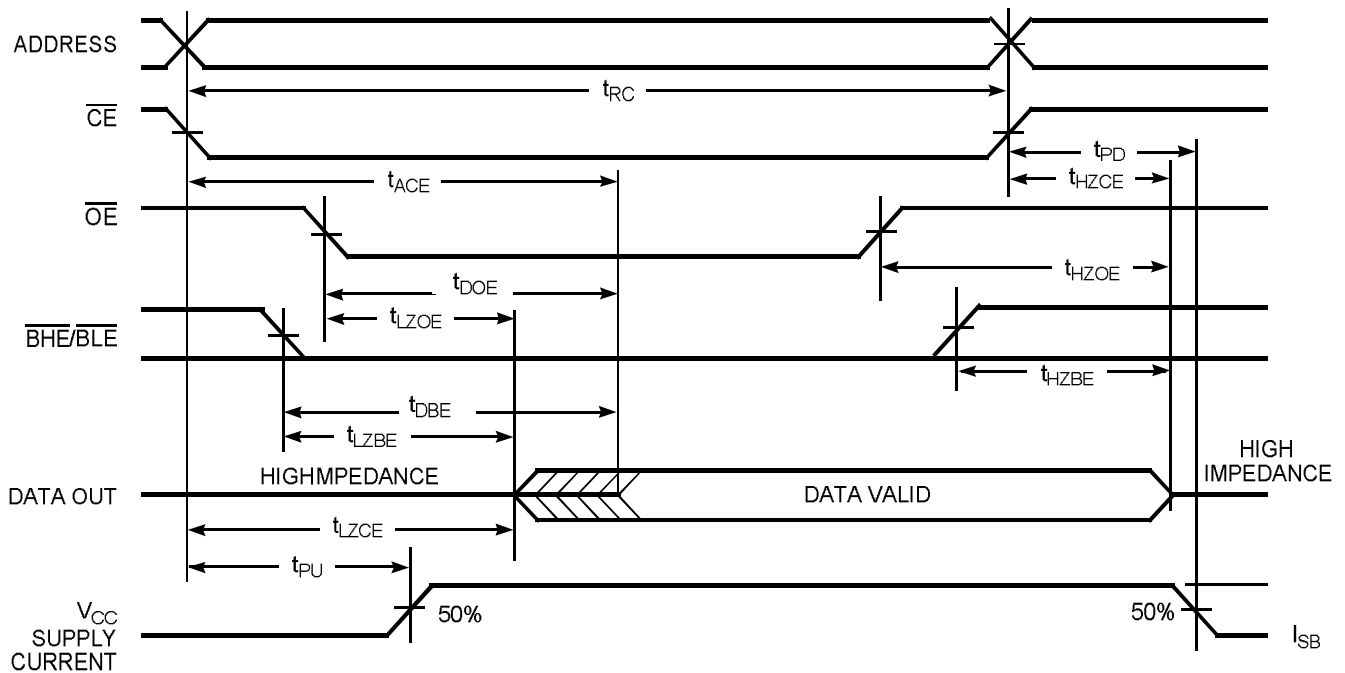 ADDRESS
tRC
CE
tPD
tHZCE
tACE
OE
tHZOE
tDOE
tLZOE
BHE/BLE
tHZBE
tDBE
tLZBE
HIGH
IMPEDANCE
HIGHMPEDANCE
DATA OUT
DATA VALID
tLZCE
tPU
VCC
SUPPLY
CURRENT
50%
50%
ISB